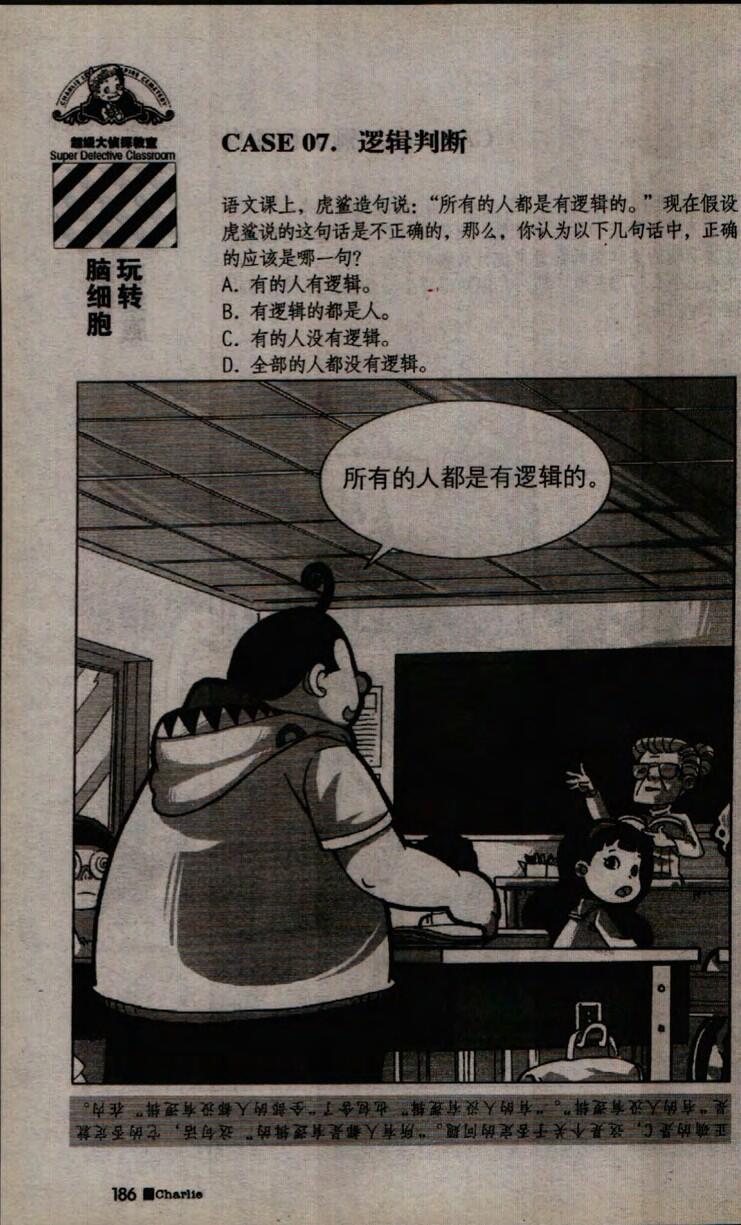 超级大侦探教室
Super Detective Classroom
玩转
脑细胞
CASE 07. 逻辑判断
语文课上，虎鲨造句说：“所有的人都是有逻辑的。”现在假设
虎鲨说的这句话是不正确的，那么，你认为以下几句话中，正确
的应该是哪一句？
A. 有的人有逻辑。
B. 有逻辑的都是人。
C. 有的人没有逻辑。
D. 全部的人都没有逻辑。
所有的人都是有逻辑的。
正确的是C，这是个关于否定的问题。“所有人都是有逻辑的”这句话，它的否定就
是“有的人没有逻辑”。“有的人没有逻辑”也包含了“全部的人都没有逻辑”在内。
186 Charlie